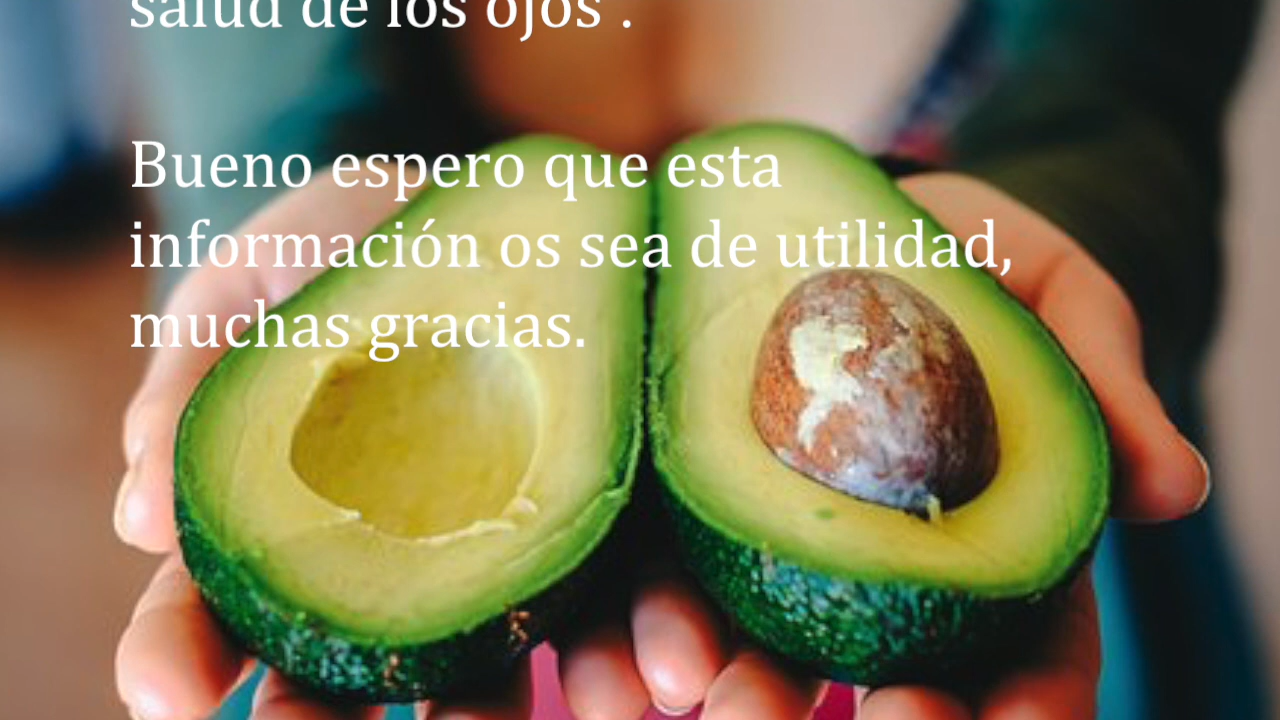 salud de los ojos .
Bueno espero que esta
información os sea de utilidad,
muchas gracias.